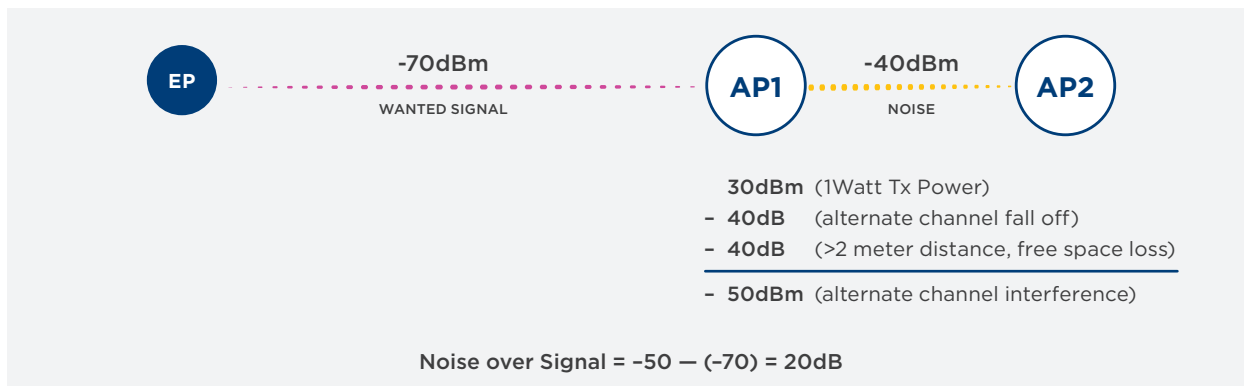 -70dBm
-40dBm
EP
AP1
AP2
WANTED SIGNAL
NOISE
30dBm (1Watt Tx Power)
– 40dB (alternate channel fall off)
– 40dB (>2 meter distance, free space loss)
– 50dBm (alternate channel interference)
Noise over Signal = –50 — (–70) = 20dB